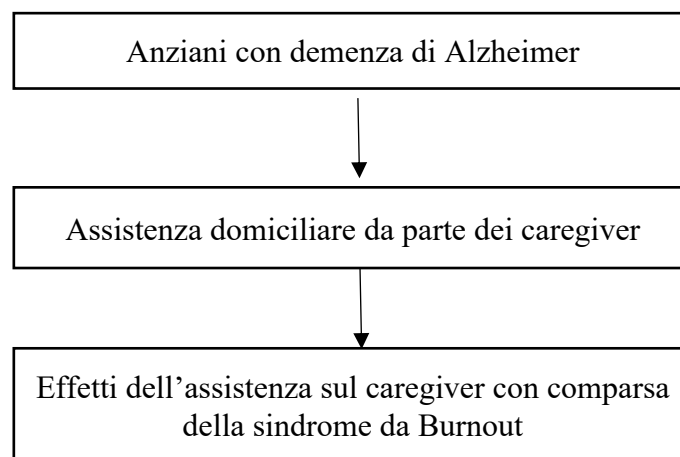 Anziani con demenza di Alzheimer
Assistenza domiciliare da parte dei caregiver
Effetti dell’assistenza sul caregiver con comparsa
della sindrome da Burnout